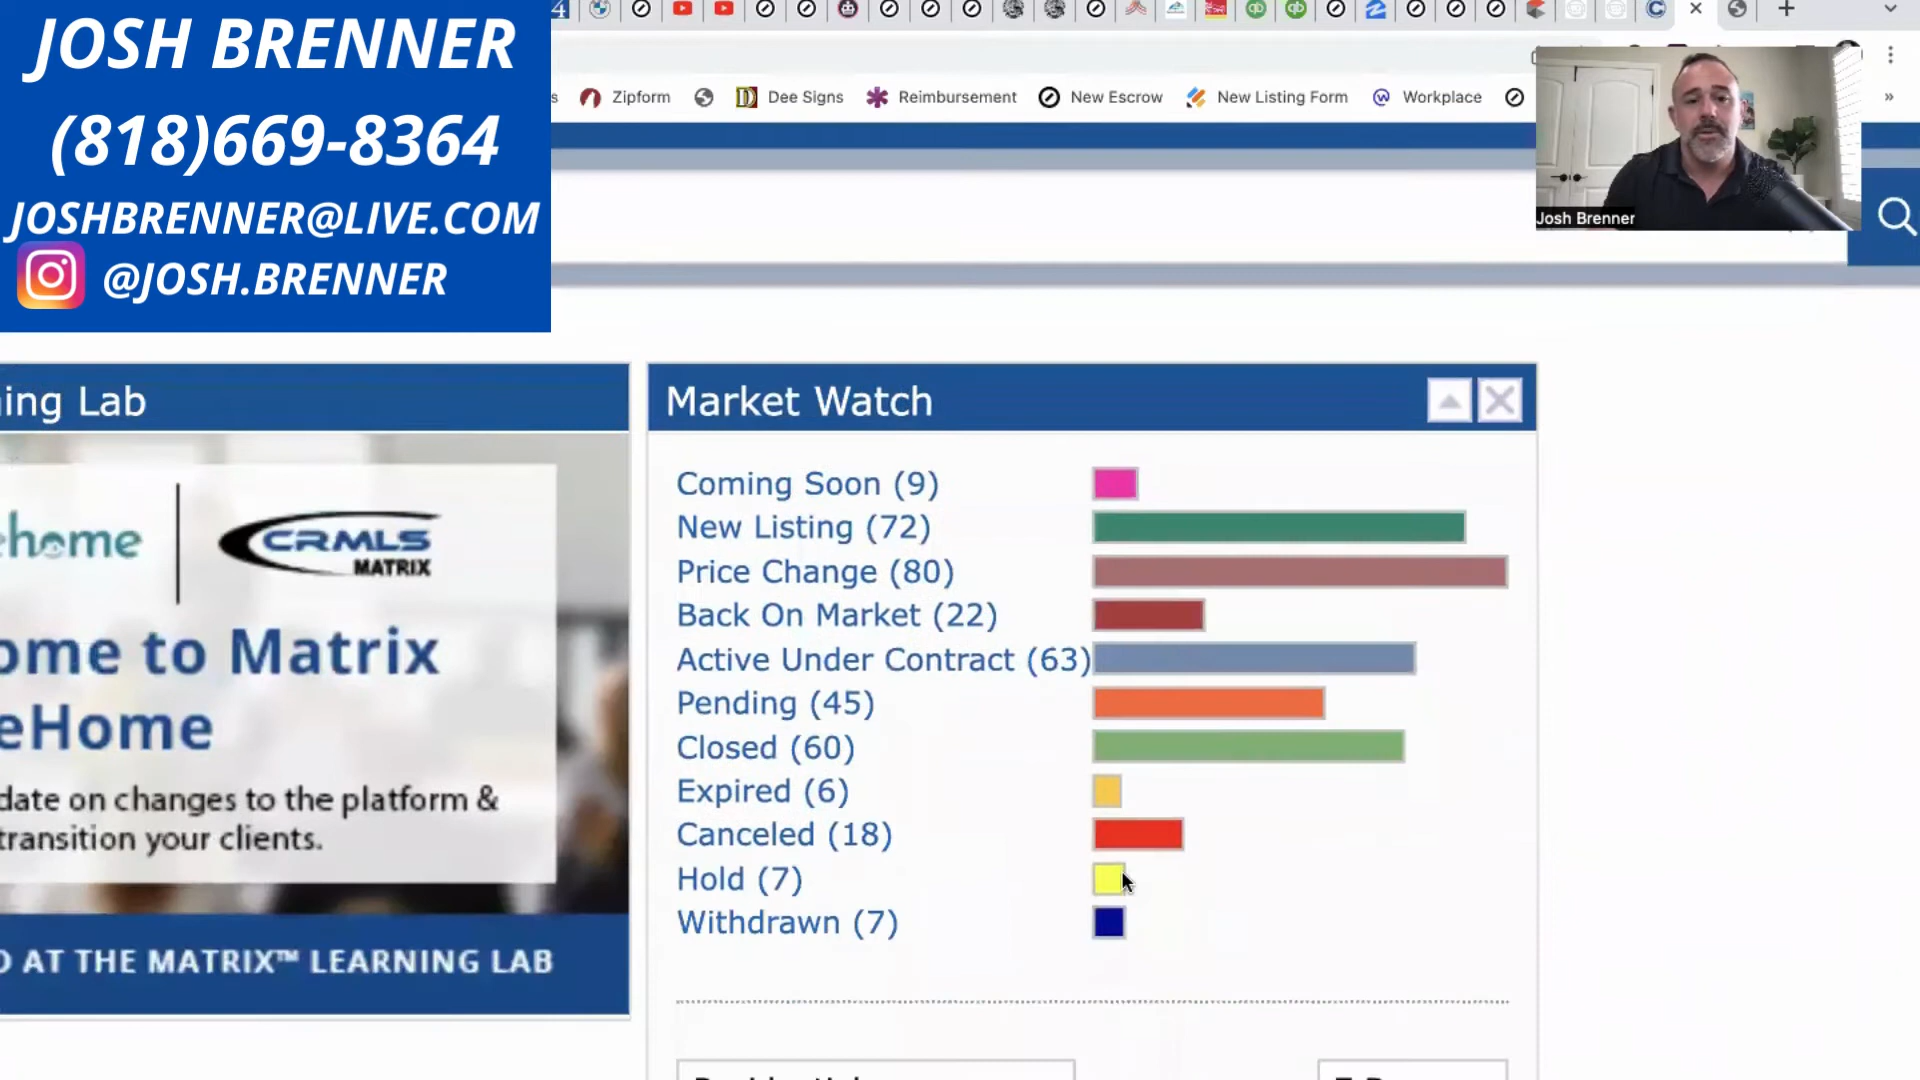 JOSH BRENNER
(818)669-8364
JOSHBRENNER@LIVE.COM
@JOSH.BRENNER
4
s Zipform Dee Signs Reimbursement New Escrow New Listing Form Workplace »
Josh Brenner
ing Lab
ehome
CRMLS
MATRIX
ome to Matrix
eHome
date on changes to the platform &
transition your clients.
AT THE MATRIX™ LEARNING LAB
Market Watch
Coming Soon (9)
New Listing (72)
Price Change (80)
Back On Market (22)
Active Under Contract (63)
Pending (45)
Closed (60)
Expired (6)
Canceled (18)
Hold (7)
Withdrawn (7)